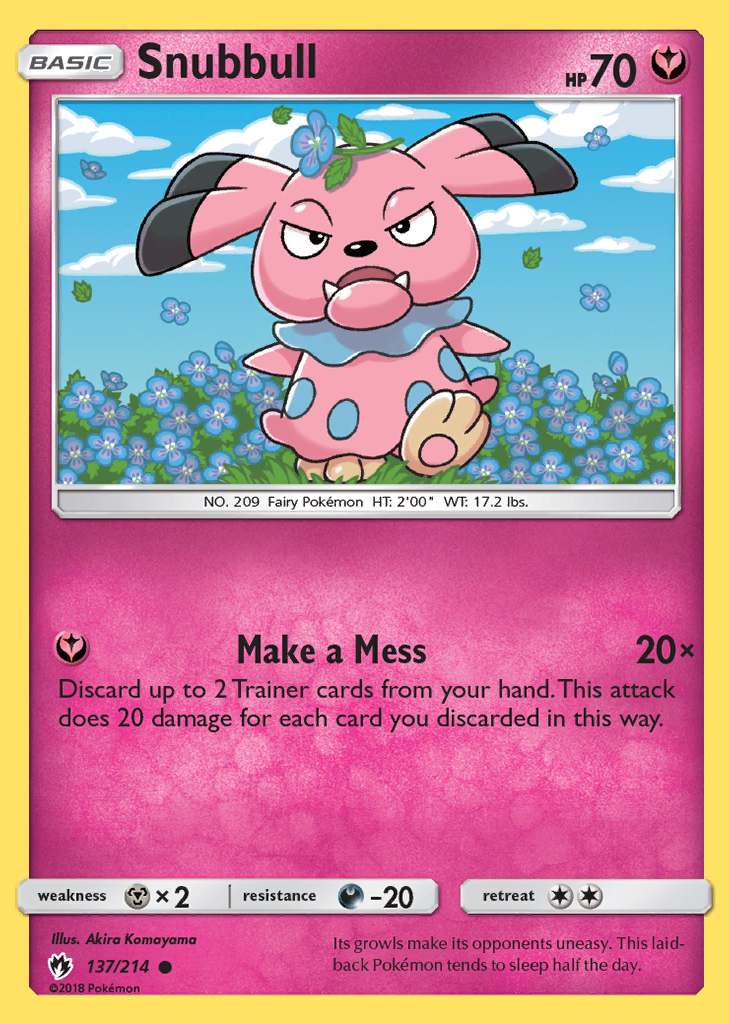 BASIC
Snubbull
HP70
NO. 209 Fairy Pokémon HT: 2'00" WT: 17.2 lbs.
Make a Mess 20×
Discard up to 2 Trainer cards from your hand. This attack
does 20 damage for each card you discarded in this way.
weakness ×2 resistance -20 retreat
Illus. Akira Komayama
137/214
©2018 Pokémon
Its growls make its opponents uneasy. This laid-
back Pokémon tends to sleep half the day.